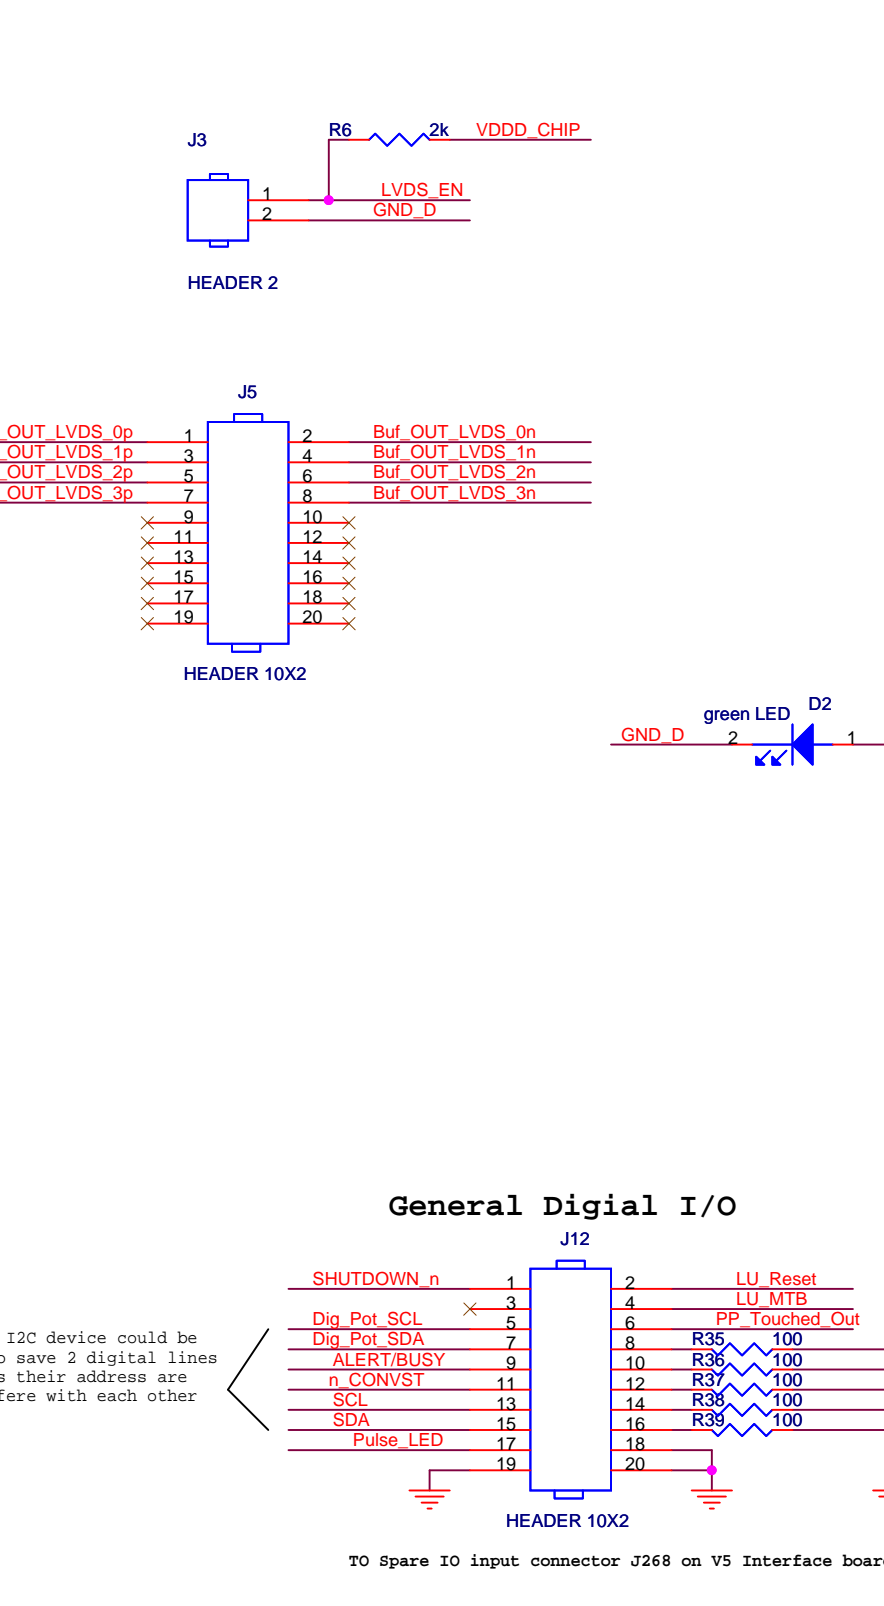 R6 2k VDDD_CHIP
J3
1 LVDS_EN
2 GND_D
HEADER 2
J5
_OUT_LVDS_0p 1 2 Buf_OUT_LVDS_0n
_OUT_LVDS_1p 3 4 Buf_OUT_LVDS_1n
_OUT_LVDS_2p 5 6 Buf_OUT_LVDS_2n
_OUT_LVDS_3p 7 8 Buf_OUT_LVDS_3n
9 10
11 12
13 14
15 16
17 18
19 20
HEADER 10X2
D2
green LED
GND_D 2 1
General Digial I/O
J12
SHUTDOWN_n 1 2 LU_Reset
3 4 LU_MTB
Dig_Pot_SCL 5 6 PP_Touched_Out
Dig_Pot_SDA 7 8 R35 100
ALERT/BUSY 9 10 R36 100
n_CONVST 11 12 R37 100
SCL 13 14 R38 100
SDA 15 16 R39 100
Pulse_LED 17 18
19 20
I2C device could be
o save 2 digital lines
s their address are
fere with each other
HEADER 10X2
TO Spare IO input connector J268 on V5 Interface boar